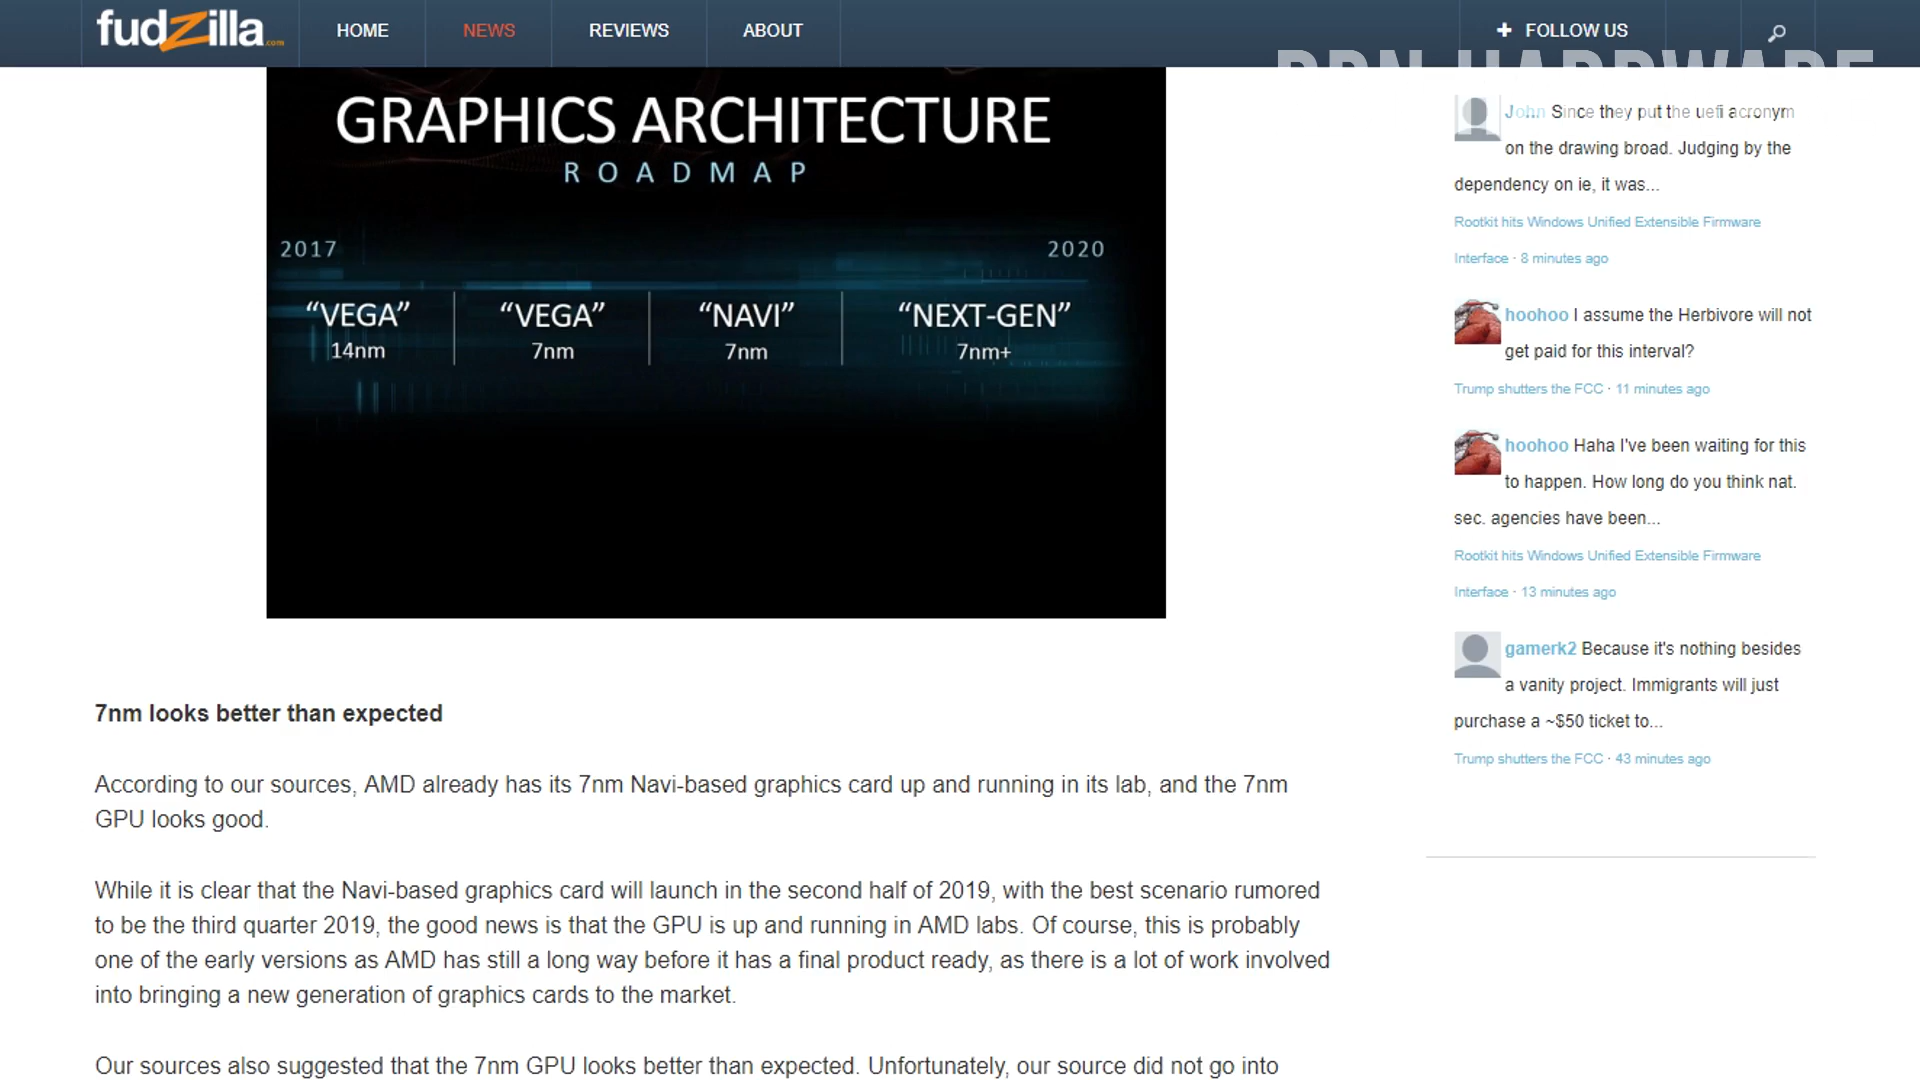 fudzilla.com
HOME
NEWS
REVIEWS
ABOUT
FOLLOW US
GRAPHICS ARCHITECTURE
ROADMAP
2017
2020
“VEGA”
14nm
“VEGA”
7nm
“NAVI”
7nm
“NEXT-GEN”
7nm+
7nm looks better than expected
According to our sources, AMD already has its 7nm Navi-based graphics card up and running in its lab, and the 7nm
GPU looks good.
While it is clear that the Navi-based graphics card will launch in the second half of 2019, with the best scenario rumored
to be the third quarter 2019, the good news is that the GPU is up and running in AMD labs. Of course, this is probably
one of the early versions as AMD has still a long way before it has a final product ready, as there is a lot of work involved
into bringing a new generation of graphics cards to the market.
Our sources also suggested that the 7nm GPU looks better than expected. Unfortunately, our source did not go into
John Since they put the uefi acronym
on the drawing broad. Judging by the
dependency on ie, it was...
Rootkit hits Windows Unified Extensible Firmware
Interface · 8 minutes ago
hoohoo I assume the Herbivore will not
get paid for this interval?
Trump shutters the FCC · 11 minutes ago
hoohoo Haha I've been waiting for this
to happen. How long do you think nat.
sec. agencies have been...
Rootkit hits Windows Unified Extensible Firmware
Interface · 13 minutes ago
gamerk2 Because it's nothing besides
a vanity project. Immigrants will just
purchase a ~$50 ticket to...
Trump shutters the FCC · 43 minutes ago